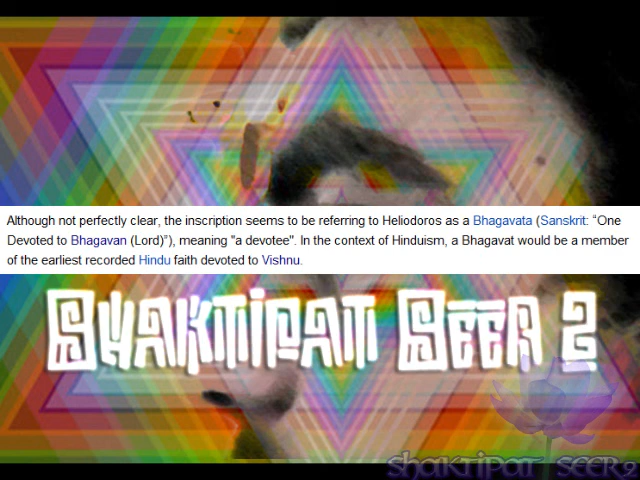 Although not perfectly clear, the inscription seems to be referring to Heliodoros as a Bhagavata (Sanskrit: “One
Devoted to Bhagavan (Lord)”), meaning "a devotee". In the context of Hinduism, a Bhagavat would be a member
of the earliest recorded Hindu faith devoted to Vishnu.
SHAKTIPAT SEER 2
SHAKTIPAT SEER2